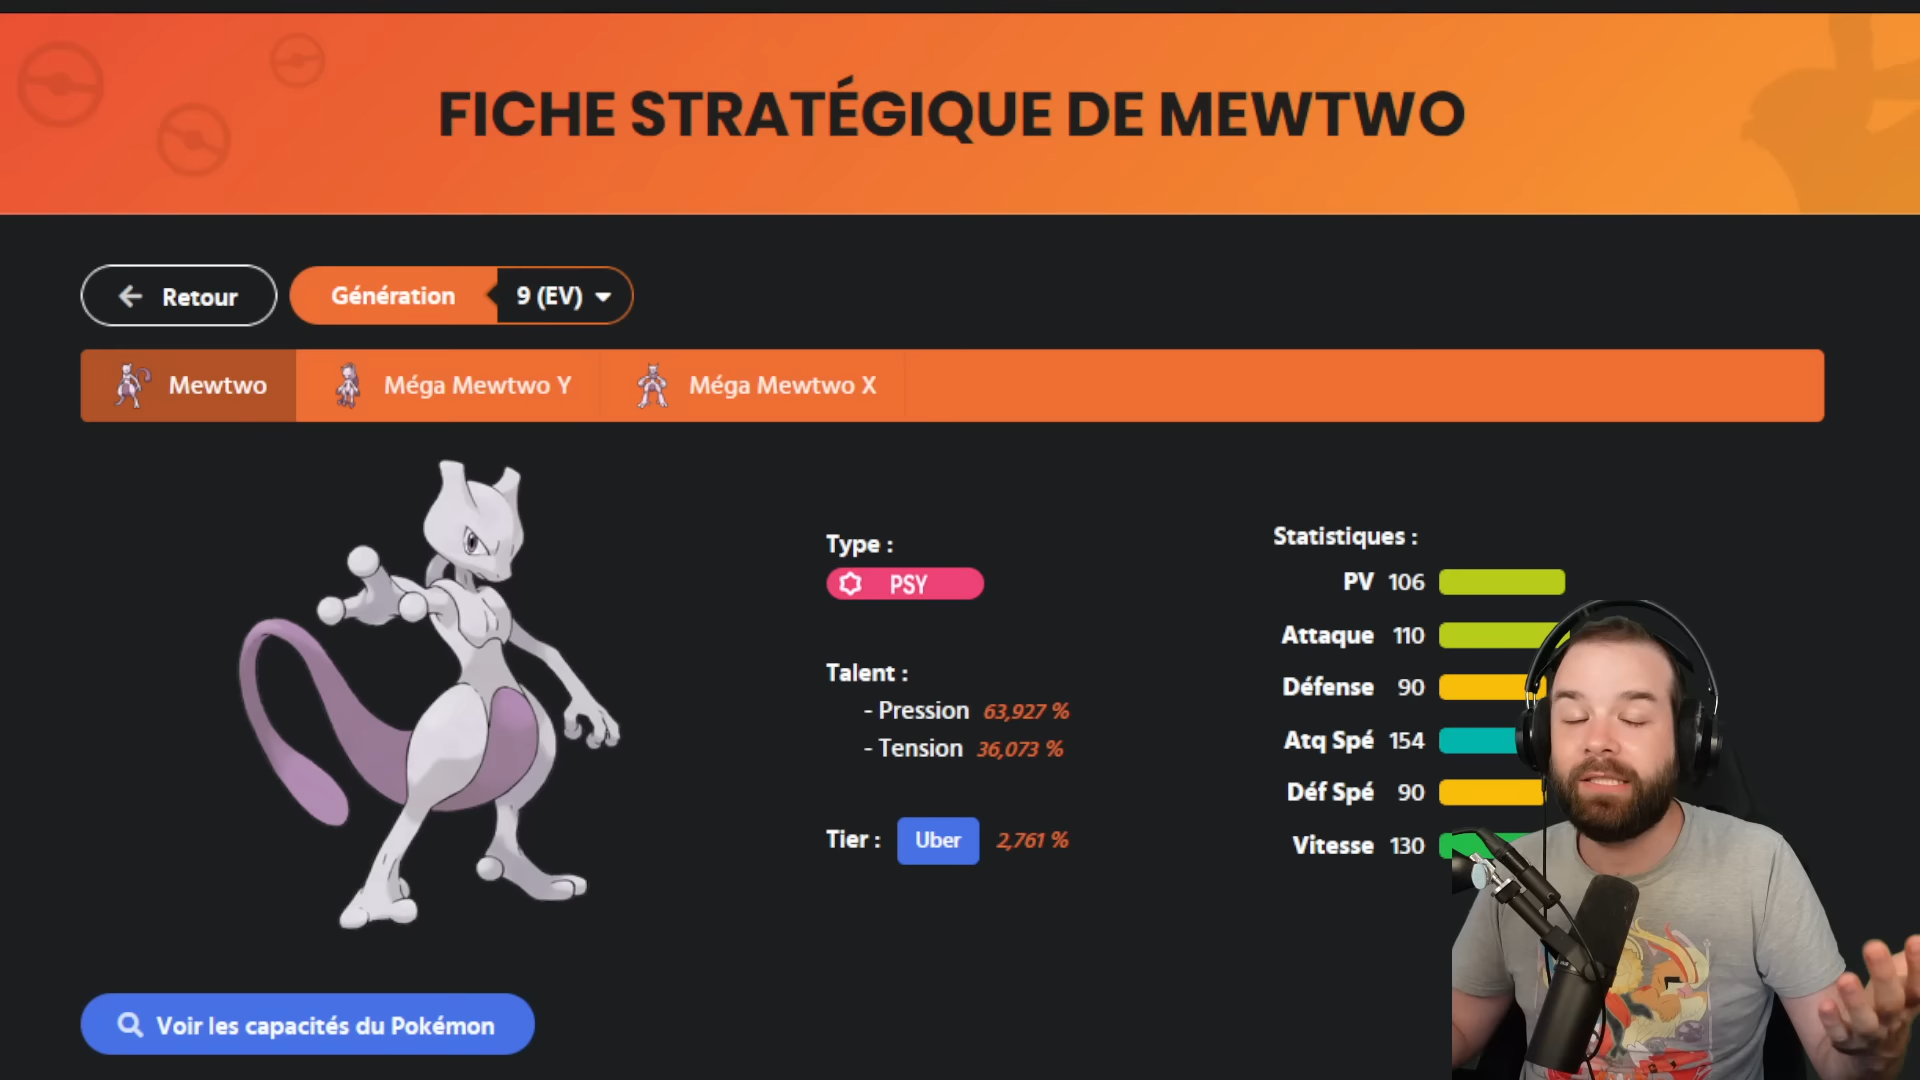 FICHE STRATÉGIQUE DE MEWTWO
Retour
Génération
9 (EV)
Mewtwo
Méga Mewtwo Y
Méga Mewtwo X
Type :
PSY
Talent :
- Pression 63,927 %
- Tension 36,073 %
Tier : Uber 2,761 %
Statistiques :
PV 106
Attaque 110
Défense 90
Atq Spé 154
Déf Spé 90
Vitesse 130
Voir les capacités du Pokémon